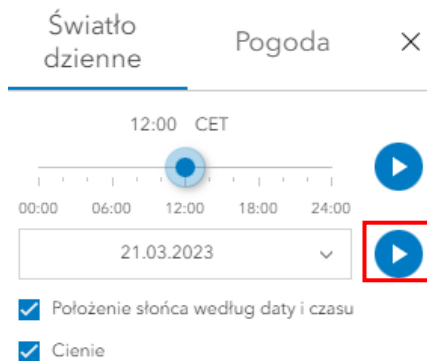 Światło
dzienne
Pogoda
12:00 CET
00:00 06:00 12:00 18:00 24:00
21.03.2023
Położenie słońca według daty i czasu
Cienie